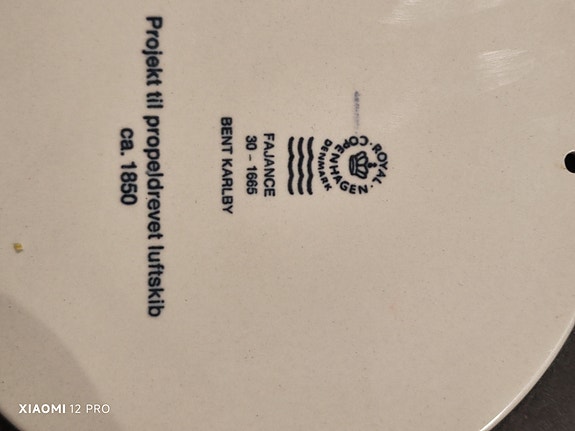 ROYAL
COPENHAGEN
DENMARK
FAJANCE
30 - 1665
BENT KARLBY
Projekt til propeldrevet luftskib
ca. 1850
XIAOMI 12 PRO